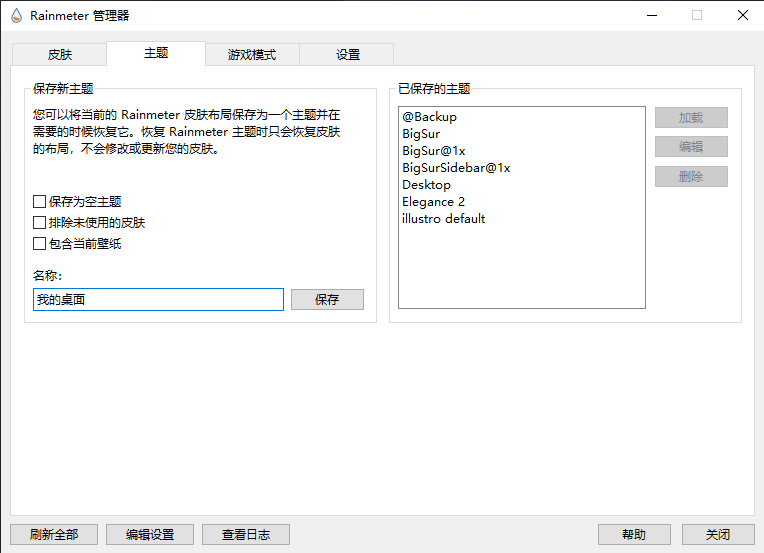 Rainmeter 管理器
皮肤
主题
游戏模式
设置
保存新主题
您可以将当前的 Rainmeter 皮肤布局保存为一个主题并在
需要的时候恢复它。恢复 Rainmeter 主题时只会恢复皮肤
的布局，不会修改或更新您的皮肤。
保存为空主题
排除未使用的皮肤
包含当前壁纸
名称：
我的桌面
保存
已保存的主题
@Backup
BigSur
BigSur@1x
BigSurSidebar@1x
Desktop
Elegance 2
illustro default
加载
编辑
删除
刷新全部
编辑设置
查看日志
帮助
关闭